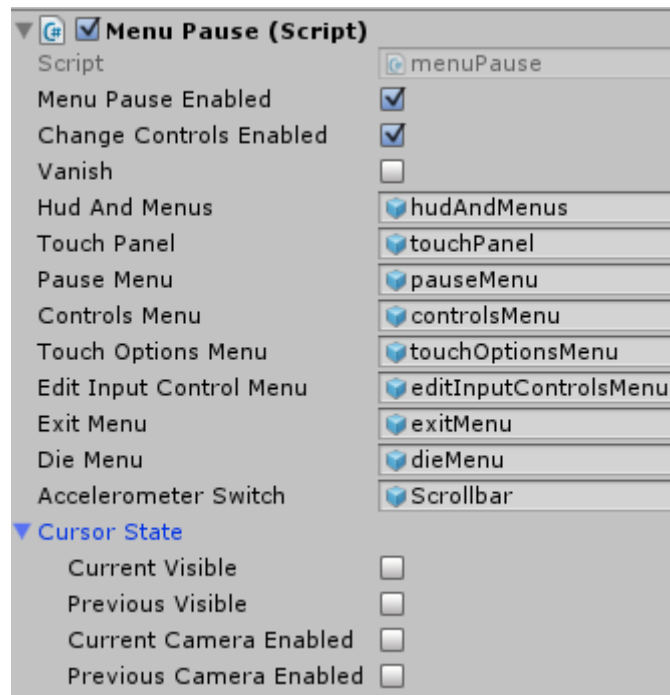 Menu Pause (Script)
Script menuPause
Menu Pause Enabled
Change Controls Enabled
Vanish
Hud And Menus hudAndMenus
Touch Panel touchPanel
Pause Menu pauseMenu
Controls Menu controlsMenu
Touch Options Menu touchOptionsMenu
Edit Input Control Menu editInputControlsMenu
Exit Menu exitMenu
Die Menu dieMenu
Accelerometer Switch Scrollbar
Cursor State
Current Visible
Previous Visible
Current Camera Enabled
Previous Camera Enabled